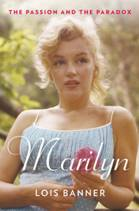 THE PASSION AND THE PARADOX
Marilyn
LOIS BANNER